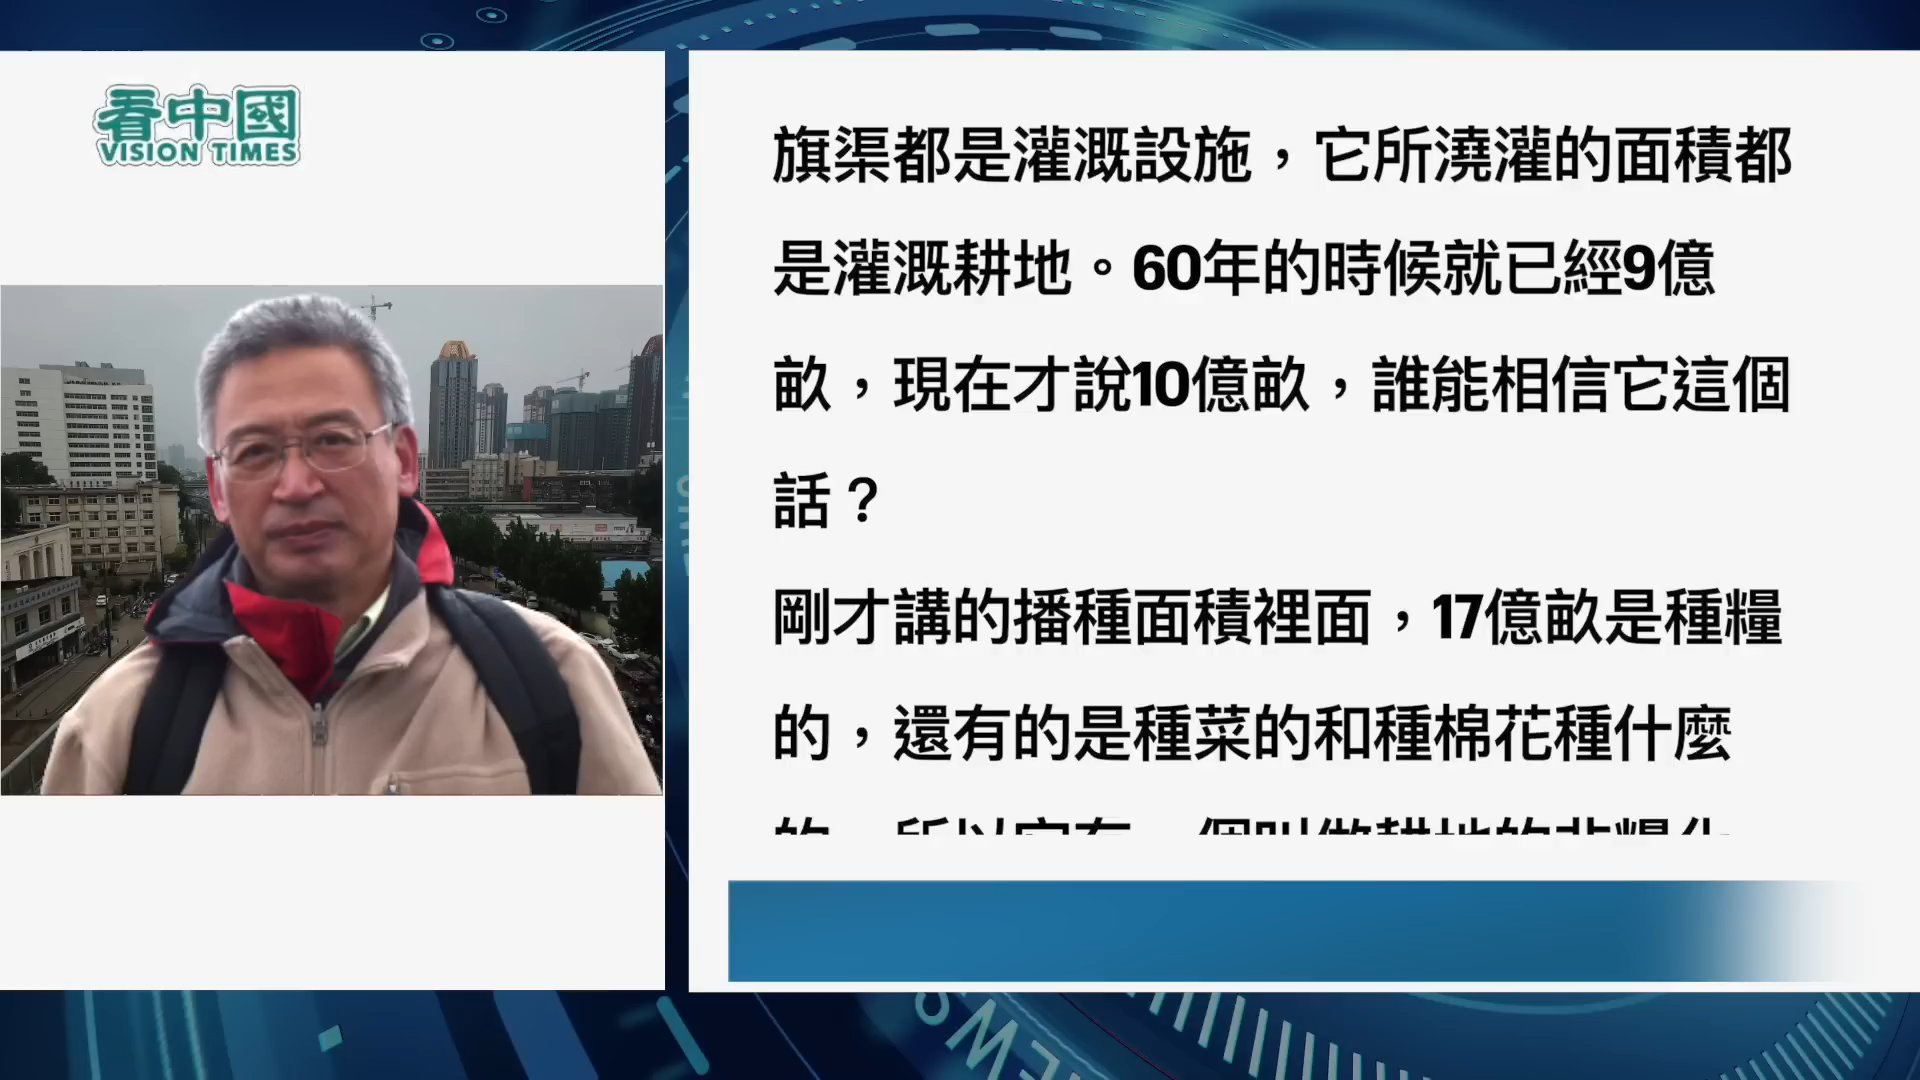 看中國
VISION TIMES
旗渠都是灌溉設施，它所澆灌的面積都
是灌溉耕地。60年的時候就已經9億
畝，現在才說10億畝，誰能相信它這個
話？
剛才講的播種面積裡面，17億畝是種糧
的，還有的是種菜的和種棉花種什麼
NEWS